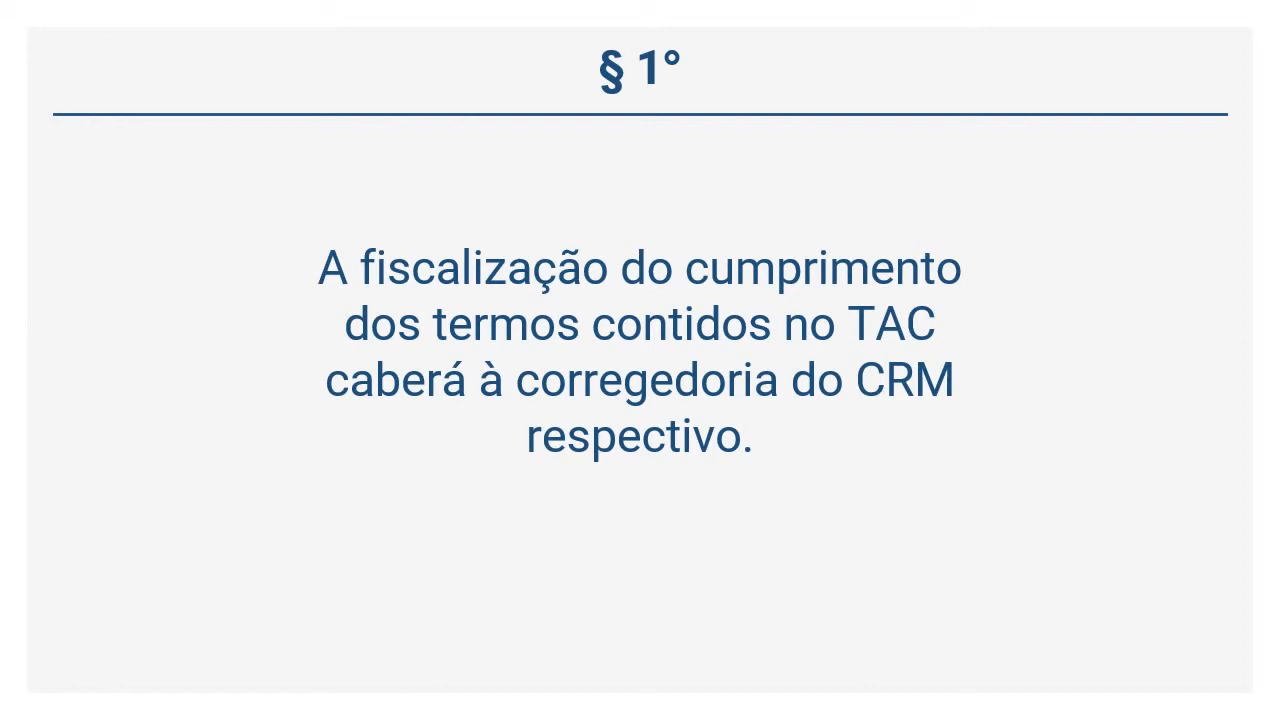 § 1°
A fiscalização do cumprimento
dos termos contidos no TAC
caberá à corregedoria do CRM
respectivo.